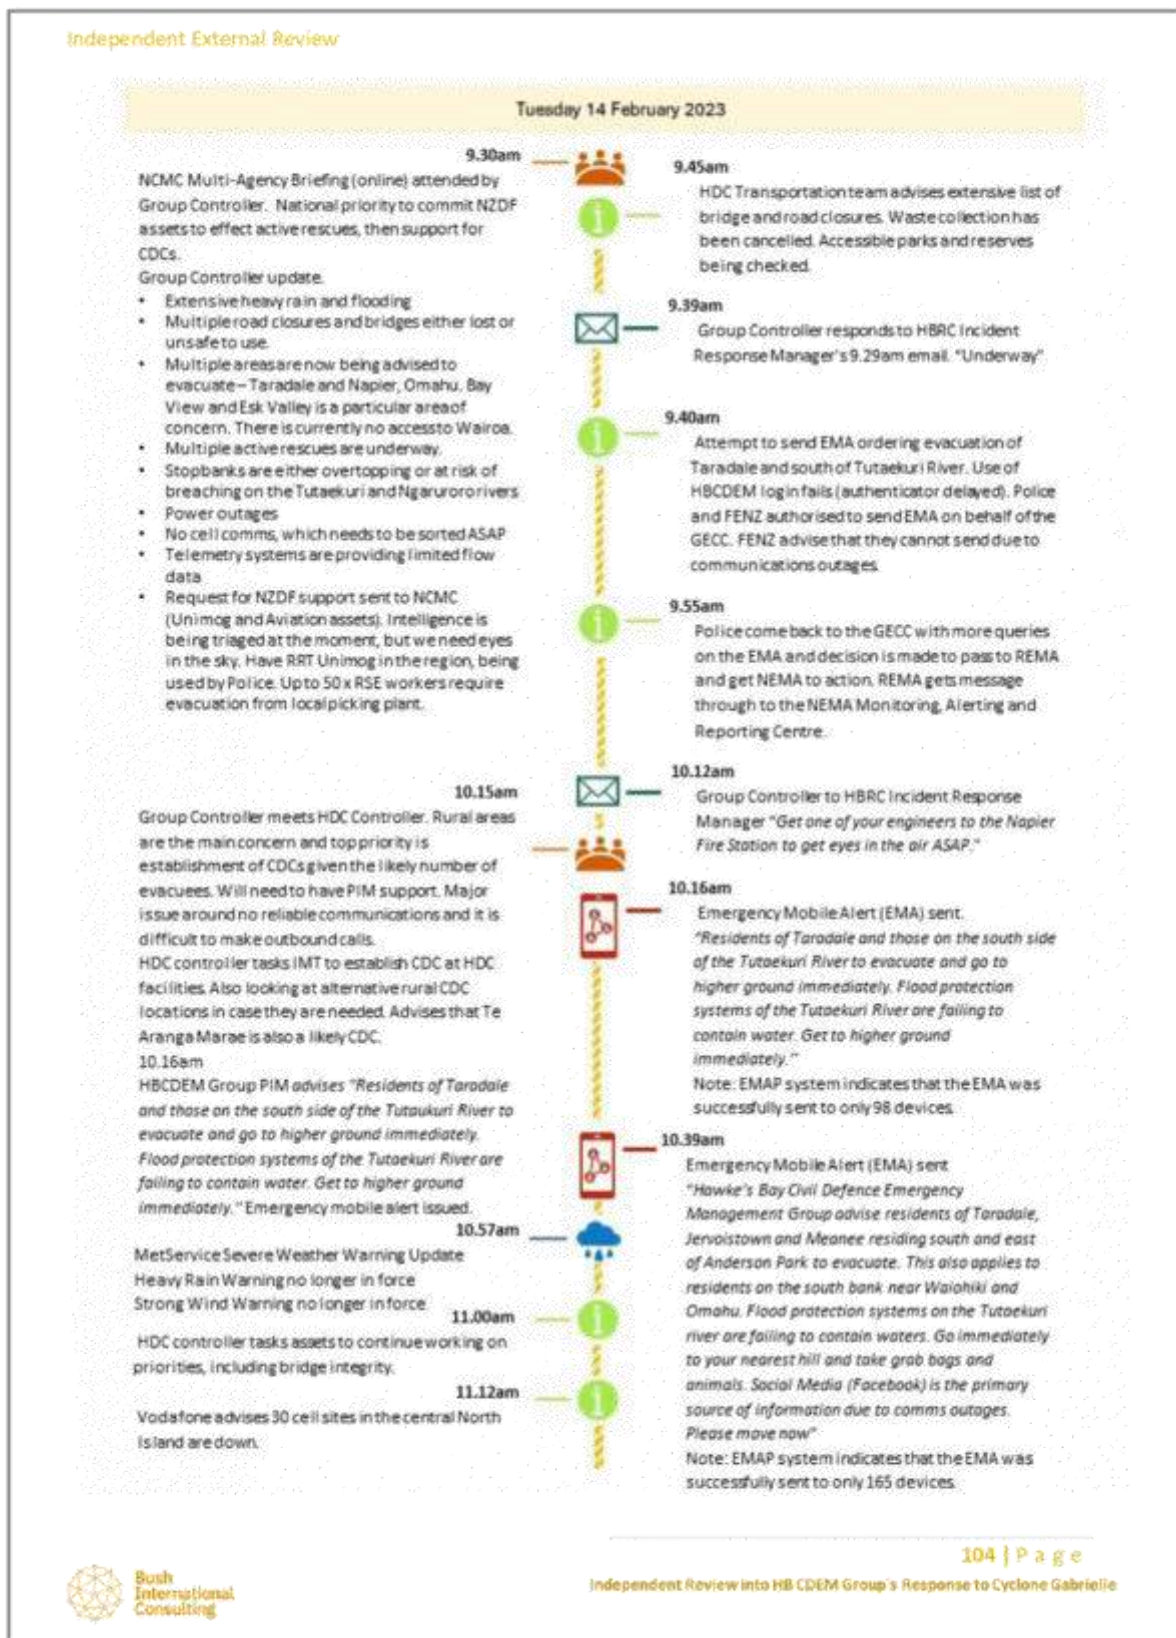 Independent External Review
Tuesday 14 February 2023
9.30am
NCMC Multi-Agency Briefing (online) attended by
Group Controller. National priority to commit NZDF
assets to effect active rescues, then support for
CDCs.
Group Controller update.
• Extensive heavy rain and flooding
• Multiple road closures and bridges either lost or
unsafe to use.
• Multiple areas are now being advised to
evacuate – Taradale and Napier, Omahu. Bay
View and Esk Valley is a particular area of
concern. There is currently no access to Wairoa.
• Multiple active rescues are underway.
• Stopbanks are either overtopping or at risk of
breaching on the Tutaekuri and Ngaruroro rivers
• Power outages
• No cell comms, which needs to be sorted ASAP
• Telemetry systems are providing limited flow
data
• Request for NZDF support sent to NCMC
(Unimog and Aviation assets). Intelligence is
being triaged at the moment, but we need eyes
in the sky. Have RRT Unimog in the region, being
used by Police. Up to 50 x RSE workers require
evacuation from local picking plant.
9.45am
HDC Transportation team advises extensive list of
bridge and road closures. Waste collection has
been cancelled. Accessible parks and reserves
being checked.
9.39am
Group Controller responds to HBRC Incident
Response Manager's 9.29am email. "Underway"
9.40am
Attempt to send EMA ordering evacuation of
Taradale and south of Tutaekuri River. Use of
HBCDEM login fails (authenticator delayed). Police
and FENZ authorised to send EMA on behalf of the
GECC. FENZ advise that they cannot send due to
communications outages.
9.55am
Police come back to the GECC with more queries
on the EMA and decision is made to pass to REMA
and get NEMA to action. REMA gets message
through to the NEMA Monitoring, Alerting and
Reporting Centre.
10.12am
Group Controller to HBRC Incident Response
Manager "Get one of your engineers to the Napier
Fire Station to get eyes in the air ASAP."
10.15am
Group Controller meets HDC Controller. Rural areas
are the main concern and top priority is
establishment of CDCs given the likely number of
evacuees. Will need to have PIM support. Major
issue around no reliable communications and it is
difficult to make outbound calls.
HDC controller tasks IMT to establish CDC at HDC
facilities. Also looking at alternative rural CDC
locations in case they are needed. Advises that Te
Aranga Marae is also a likely CDC.
10.16am
HBCDEM Group PIM advises "Residents of Taradale
and those on the south side of the Tutaukuri River to
evacuate and go to higher ground immediately.
Flood protection systems of the Tutaekuri River are
failing to contain water. Get to higher ground
immediately." Emergency mobile alert issued.
10.16am
Emergency Mobile Alert (EMA) sent.
"Residents of Taradale and those on the south side
of the Tutaekuri River to evacuate and go to
higher ground immediately. Flood protection
systems of the Tutaekuri River are failing to
contain water. Get to higher ground
immediately."
Note: EMAP system indicates that the EMA was
successfully sent to only 98 devices.
10.39am
Emergency Mobile Alert (EMA) sent
"Hawke's Bay Civil Defence Emergency
Management Group advise residents of Taradale,
Jervoistown and Meanee residing south and east
of Anderson Park to evacuate. This also applies to
residents on the south bank near Waiohiki and
Omahu. Flood protection systems on the Tutaekuri
river are failing to contain waters. Go immediately
to your nearest hill and take grab bags and
animals. Social Media (Facebook) is the primary
source of information due to comms outages.
Please move now"
Note: EMAP system indicates that the EMA was
successfully sent to only 165 devices.
10.57am
MetService Severe Weather Warning Update
Heavy Rain Warning no longer in force
Strong Wind Warning no longer in force
11.00am
HDC controller tasks assets to continue working on
priorities, including bridge integrity.
11.12am
Vodafone advises 30 cell sites in the central North
Island are down.
104 | Page
Bush
International
Consulting
Independent Review into HB CDEM Group's Response to Cyclone Gabrielle